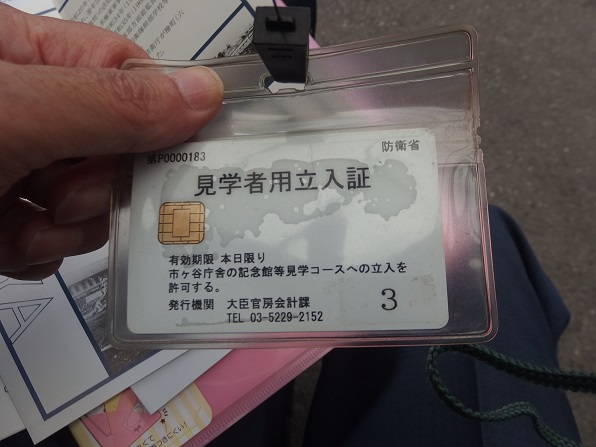 防衛省
第P0000183
見学者用立入証
有効期限 本日限り
市ヶ谷庁舎の記念館等見学コースへの立入を
許可する。
発行機関 大臣官房会計課
TEL 03-5229-2152
3